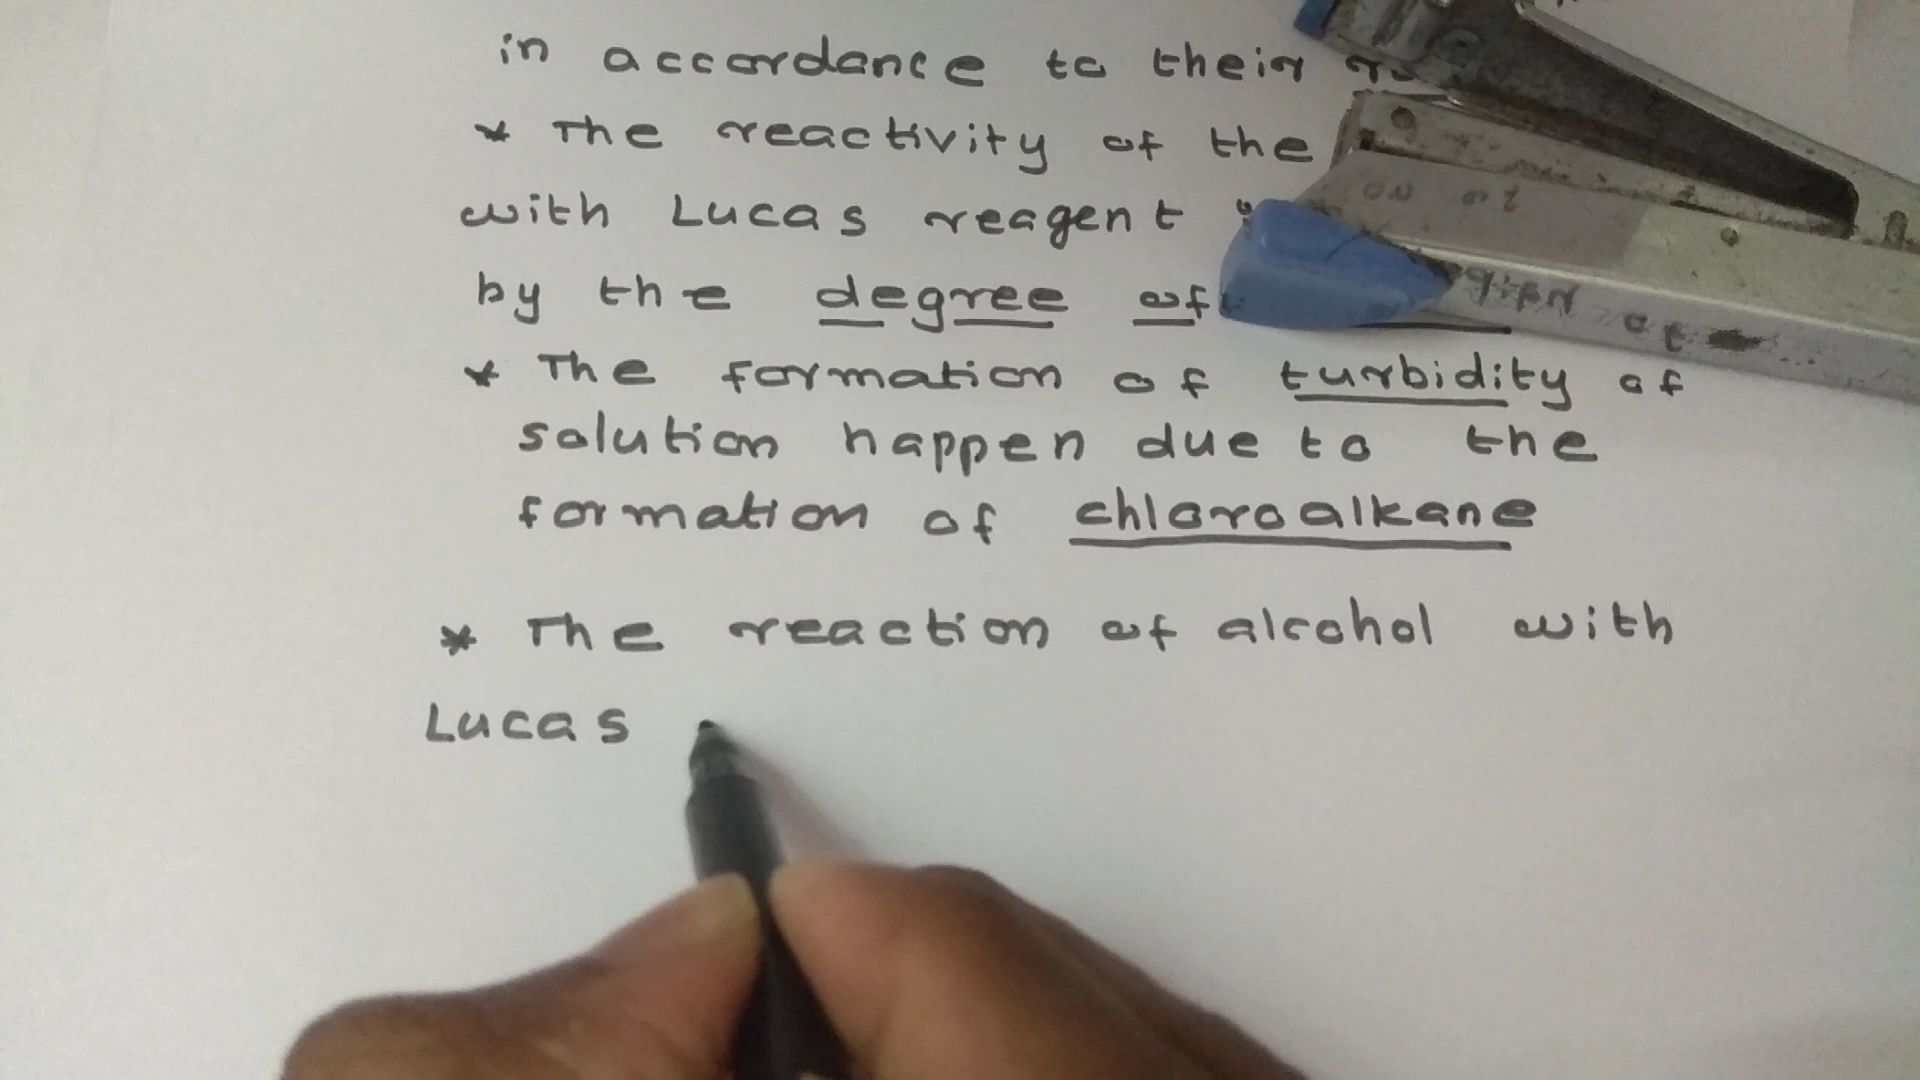 in accordance to their
* The reactivity of the
with Lucas reagent
by the degree of
* The formation of turbidity of
solution happen due to the
formation of chloroalkane
* The reaction of alcohol with
Lucas